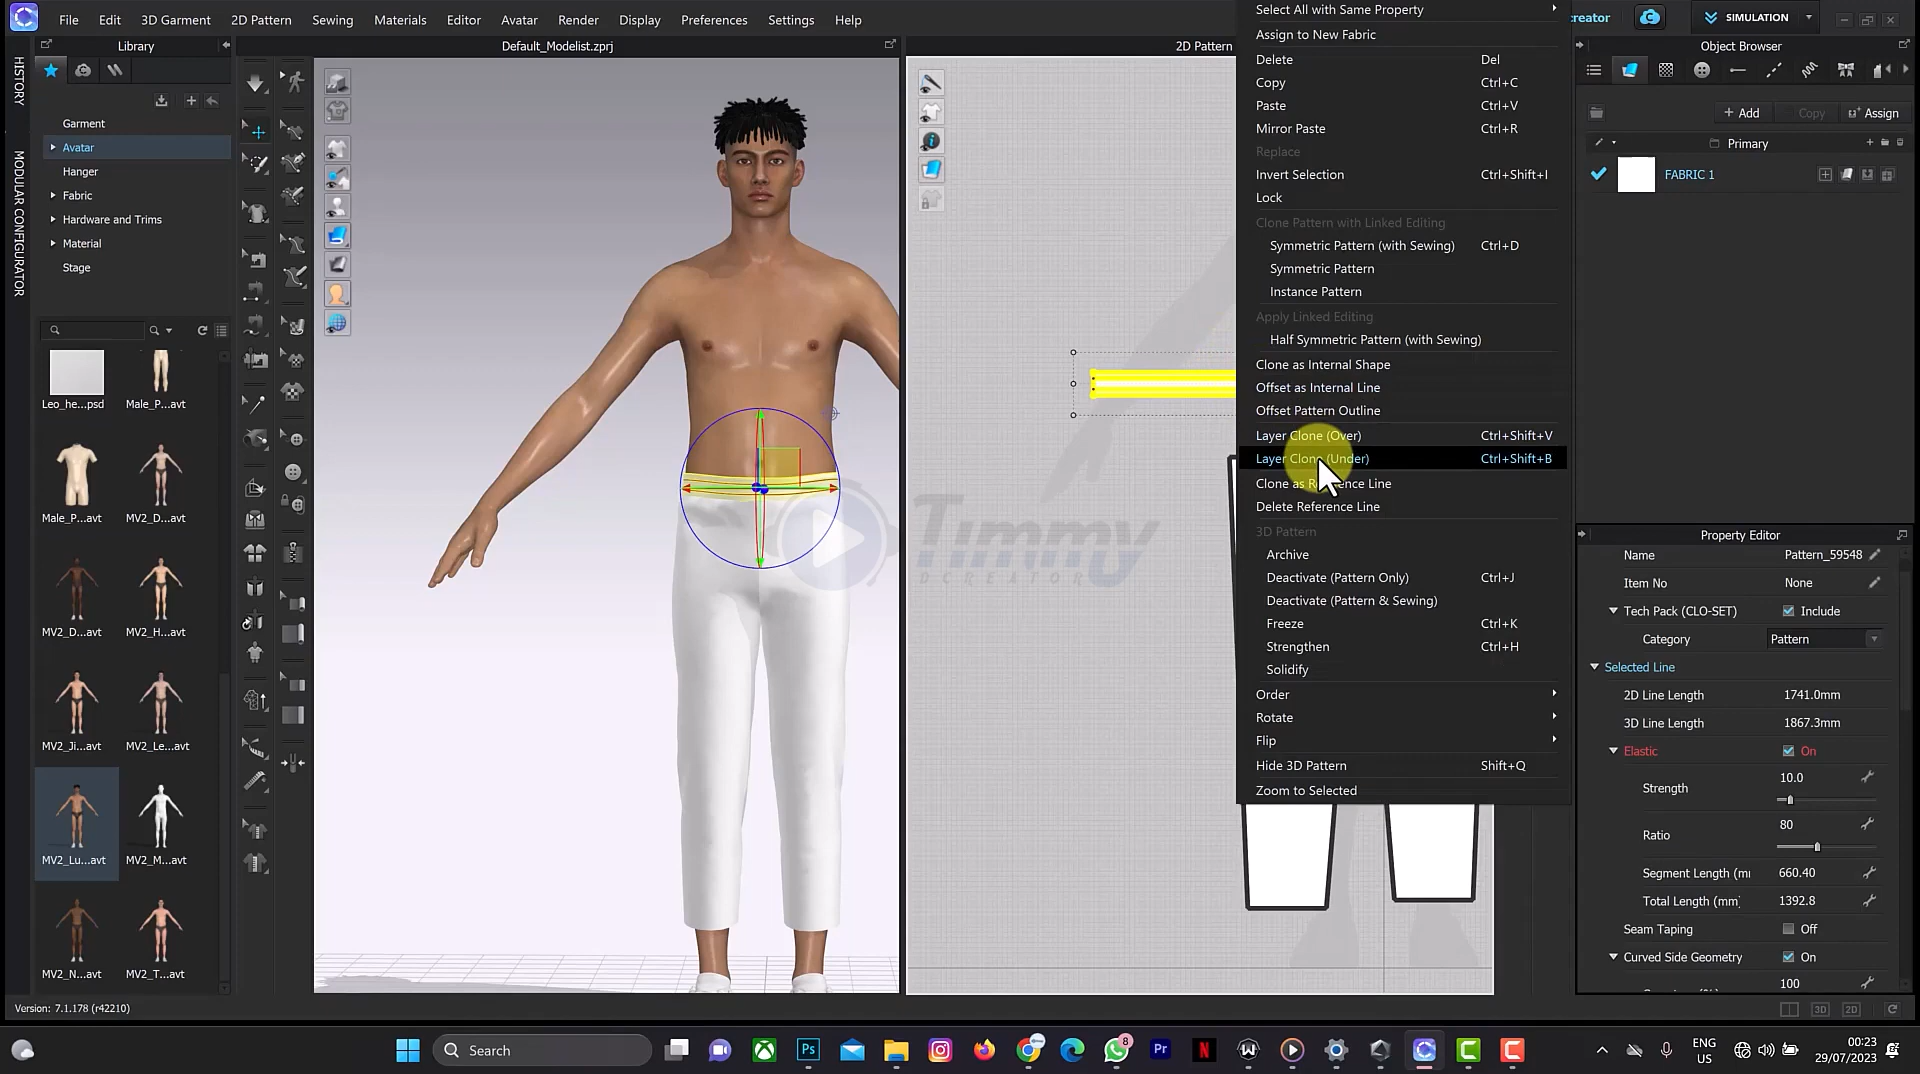 File Edit 3D Garment 2D Pattern Sewing Materials Editor Avatar Render Display Preferences Settings Help
creator SIMULATION
HISTORY
MODULAR CONFIGURATOR
Library
Garment
Avatar
Hanger
Fabric
Hardware and Trims
Material
Stage
Leo_he...psd Male_P...avt
Male_P...avt MV2_D...avt
MV2_D...avt MV2_H...avt
MV2_Ji...avt MV2_Le...avt
MV2_Lu...avt MV2_M...avt
MV2_N...avt MV2_T...avt
Version: 7.1.178 (r42210)
Default_Modelist.zprj
2D Pattern
Timmy
DCREATOR
Select All with Same Property
Assign to New Fabric
Delete Del
Copy Ctrl+C
Paste Ctrl+V
Mirror Paste Ctrl+R
Replace
Invert Selection Ctrl+Shift+I
Lock
Clone Pattern with Linked Editing
Symmetric Pattern (with Sewing) Ctrl+D
Symmetric Pattern
Instance Pattern
Apply Linked Editing
Half Symmetric Pattern (with Sewing)
Clone as Internal Shape
Offset as Internal Line
Offset Pattern Outline
Layer Clone (Over) Ctrl+Shift+V
Layer Clone (Under) Ctrl+Shift+B
Clone as Reference Line
Delete Reference Line
3D Pattern
Archive
Deactivate (Pattern Only) Ctrl+J
Deactivate (Pattern & Sewing)
Freeze Ctrl+K
Strengthen Ctrl+H
Solidify
Order
Rotate
Flip
Hide 3D Pattern Shift+Q
Zoom to Selected
Object Browser
+ Add Copy Assign
Primary
FABRIC 1
Property Editor
Name Pattern_59548
Item No None
Tech Pack (CLO-SET) Include
Category Pattern
Selected Line
2D Line Length 1741.0mm
3D Line Length 1867.3mm
Elastic On
Strength 10.0
Ratio 80
Segment Length (mı 660.40
Total Length (mm) 1392.8
Seam Taping Off
Curved Side Geometry On
100
3D 2D
Search
Ps
8
Pr
N
ENG
US
00:23
29/07/2023